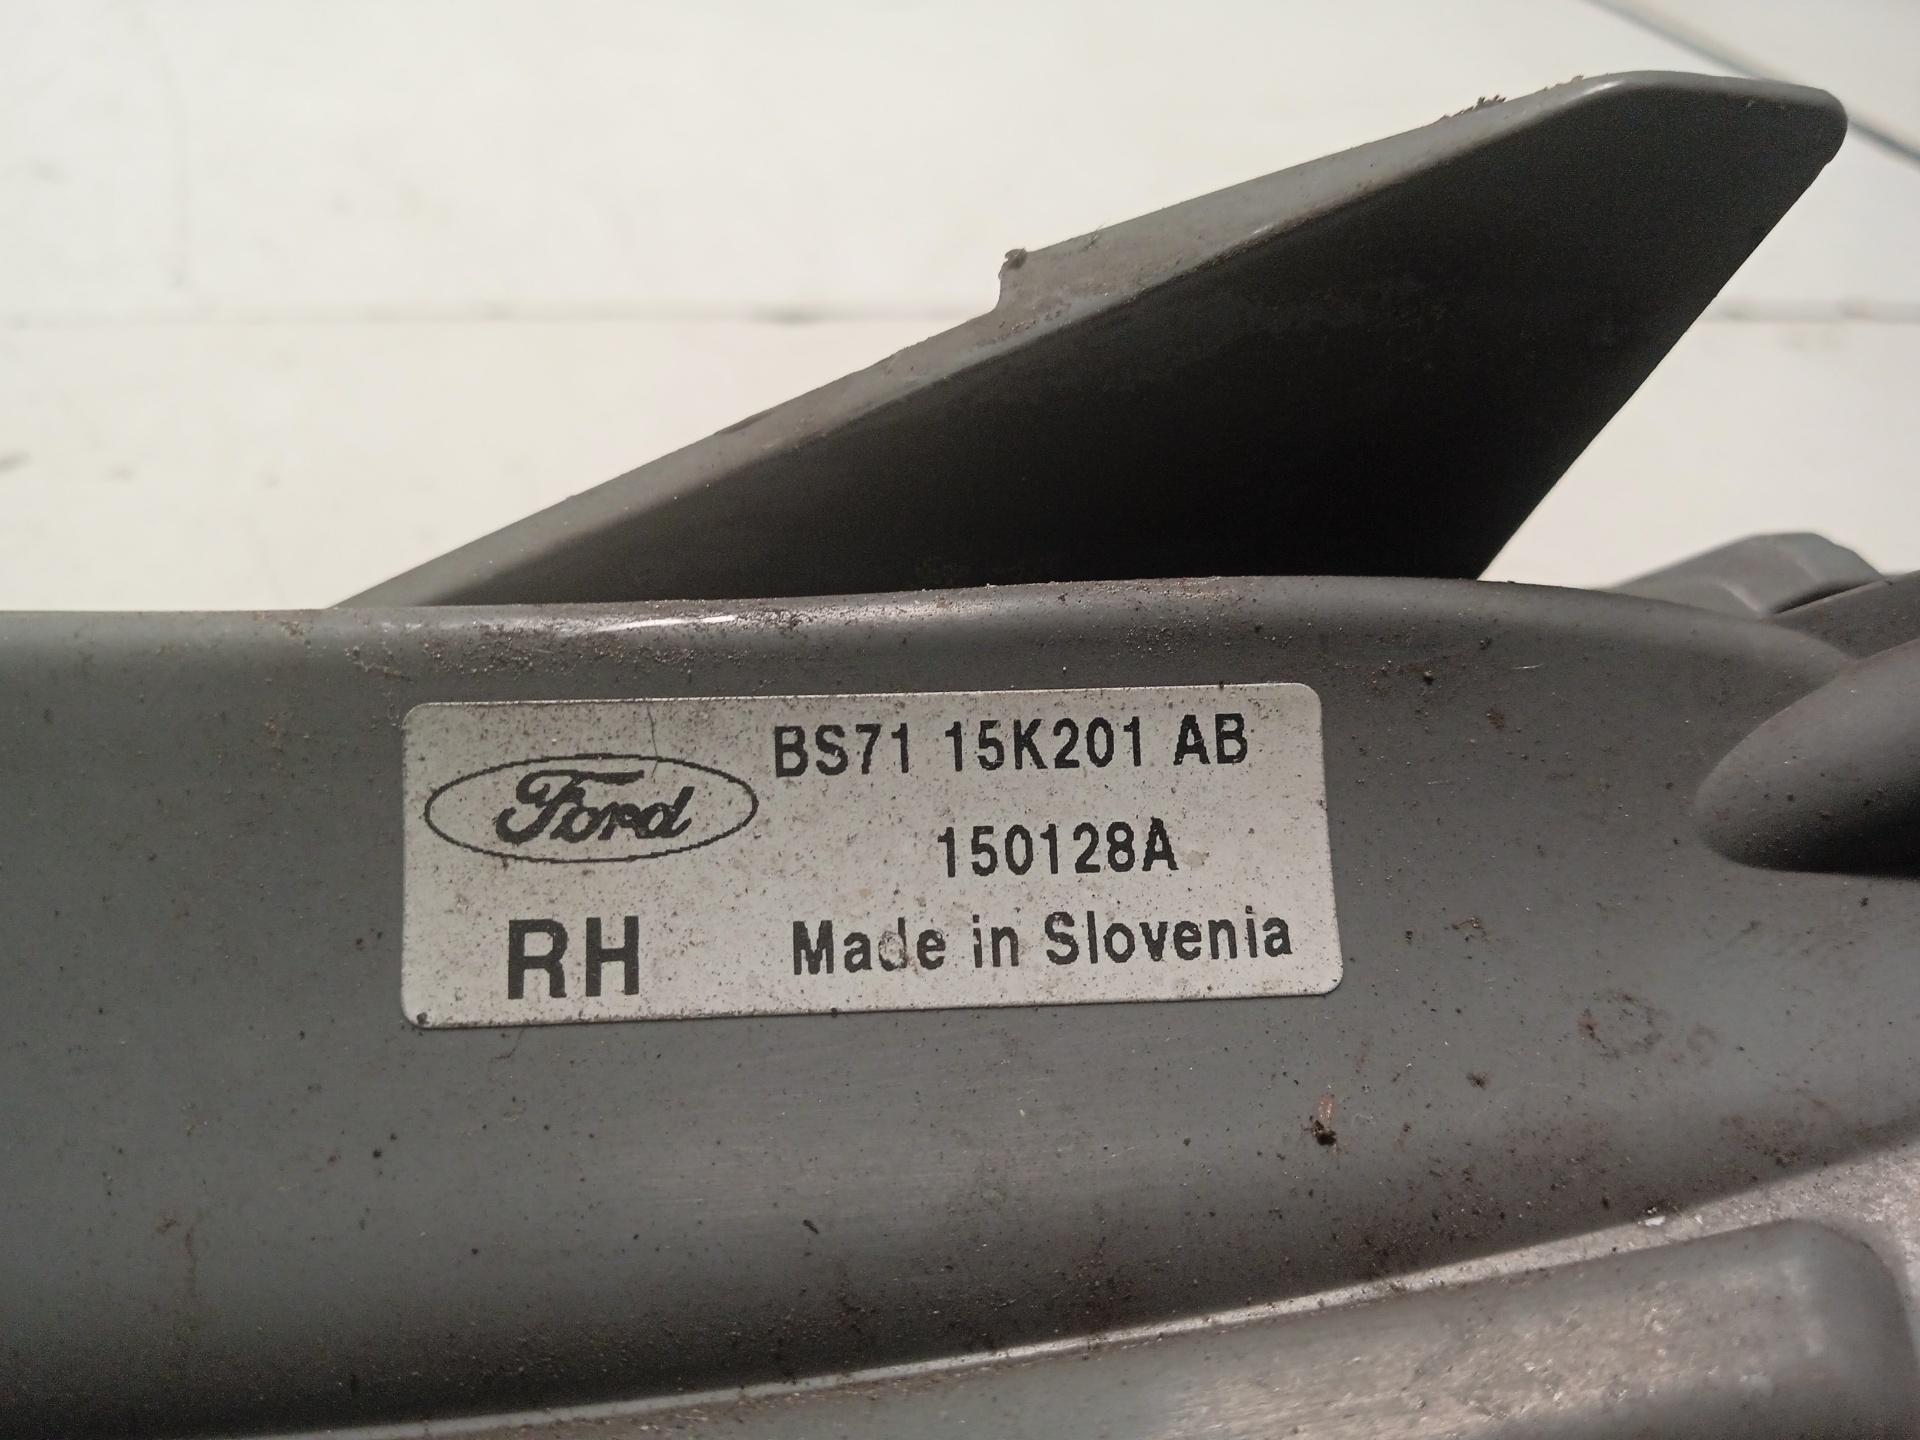 Ford
BS71 15K201 AB
150128A
RH
Made in Slovenia